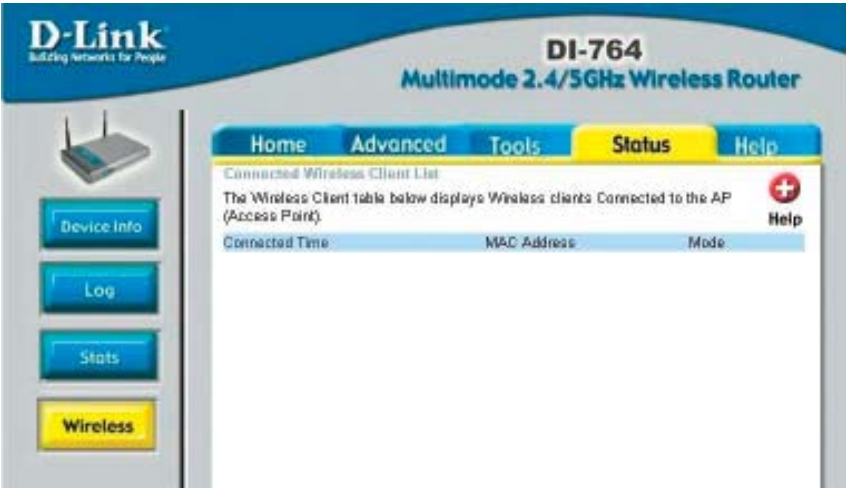 D-Link
Building Networks for People
DI-764
Multimode 2.4/5GHz Wireless Router
Home Advanced Tools Status Help
Connected Wireless Client List
The Wireless Client table below displays Wireless clients Connected to the AP
(Access Point).
Help
Connected Time MAC Address Mode
Device Info
Log
Stats
Wireless